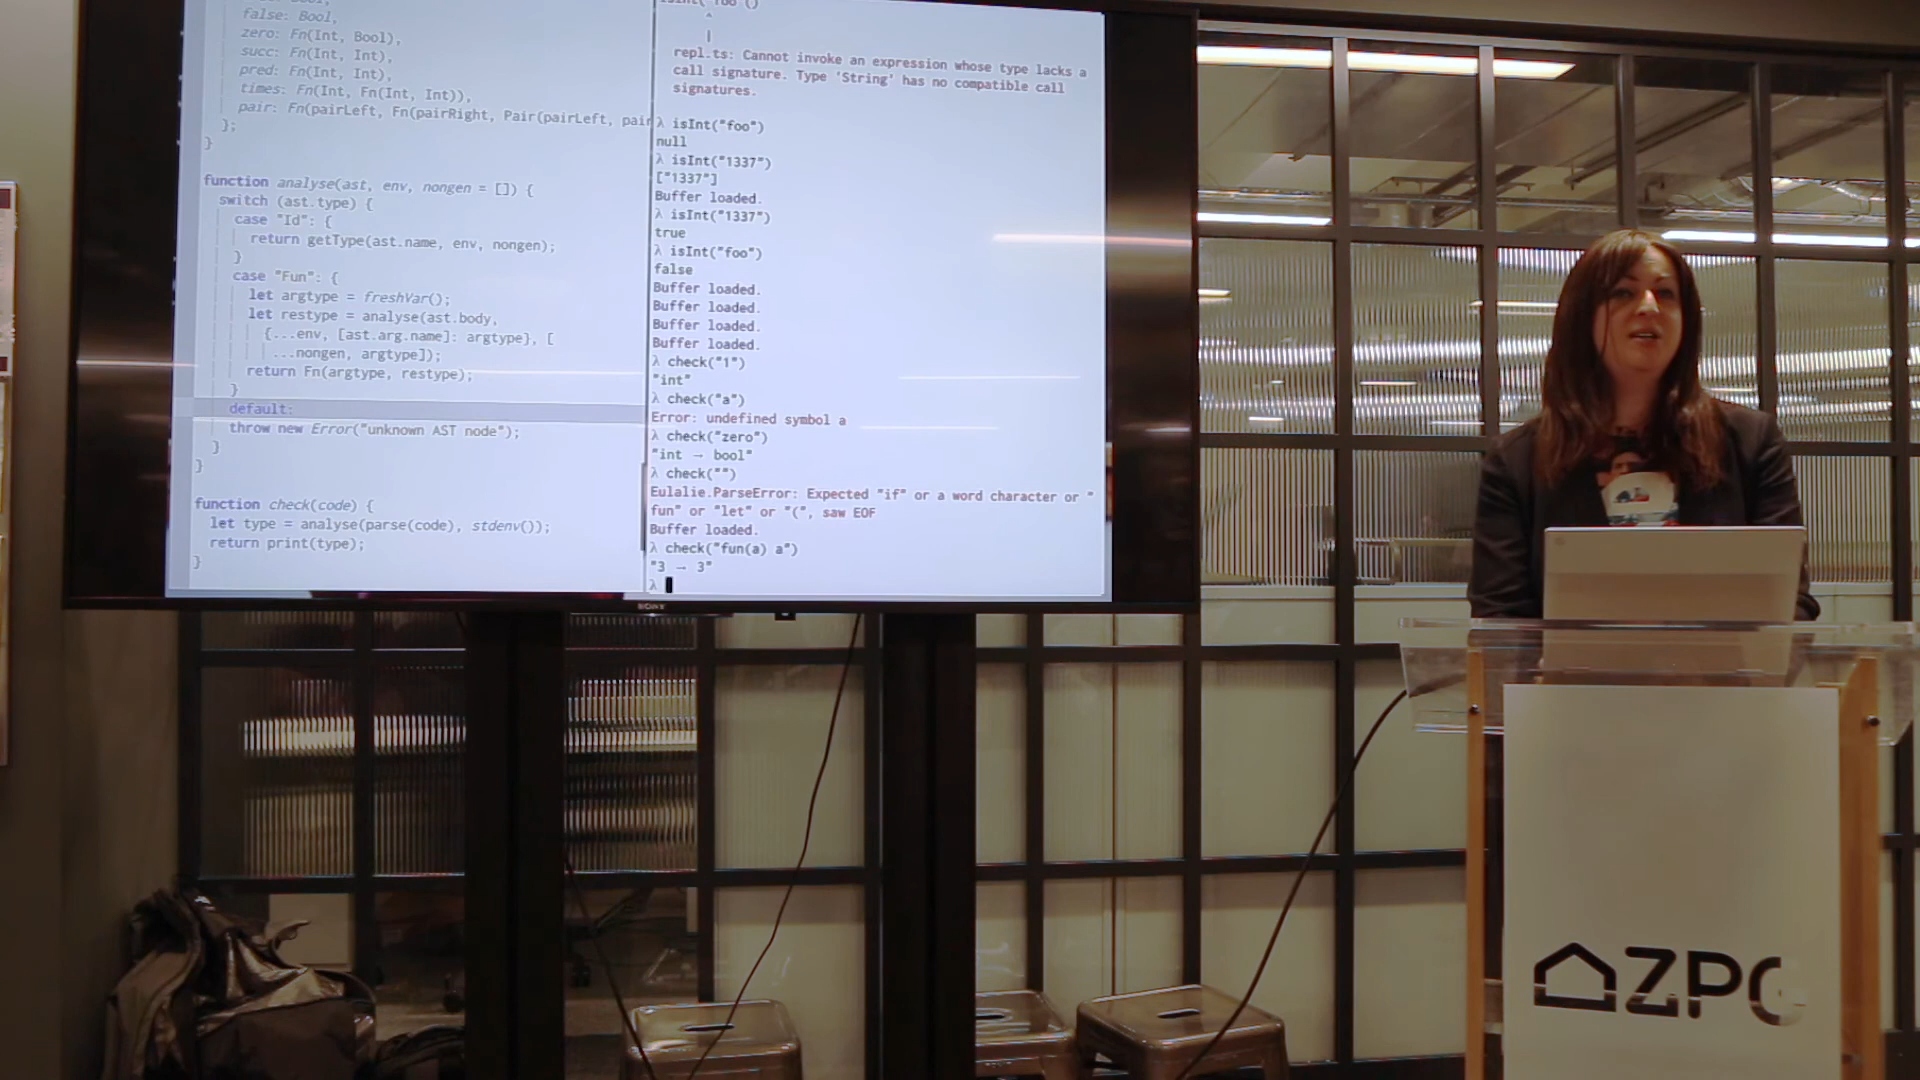 false: Bool,
zero: Fn(Int, Bool),
succ: Fn(Int, Int),
pred: Fn(Int, Int),
times: Fn(Int, Fn(Int, Int)),
pair: Fn(pairLeft, Fn(pairRight, Pair(pairLeft, pair
};
}
function analyse(ast, env, nongen = []) {
switch (ast.type) {
case "Id": {
return getType(ast.name, env, nongen);
}
case "Fun": {
let argtype = freshVar();
let restype = analyse(ast.body,
{...env, [ast.arg.name]: argtype}, [
...nongen, argtype]);
return Fn(argtype, restype);
}
default:
throw new Error("unknown AST node");
}
}
function check(code) {
let type = analyse(parse(code), stdenv());
return print(type);
}
^
|
repl.ts: Cannot invoke an expression whose type lacks a
call signature. Type 'String' has no compatible call
signatures.
λ isInt("foo")
null
λ isInt("1337")
["1337"]
Buffer loaded.
λ isInt("1337")
true
λ isInt("foo")
false
Buffer loaded.
Buffer loaded.
Buffer loaded.
Buffer loaded.
λ check("1")
"int"
λ check("a")
Error: undefined symbol a
λ check("zero")
"int → bool"
λ check("")
Eulalie.ParseError: Expected "if" or a word character or "
fun" or "let" or "(", saw EOF
Buffer loaded.
λ check("fun(a) a")
"3 → 3"
λ
SONY
ZPG